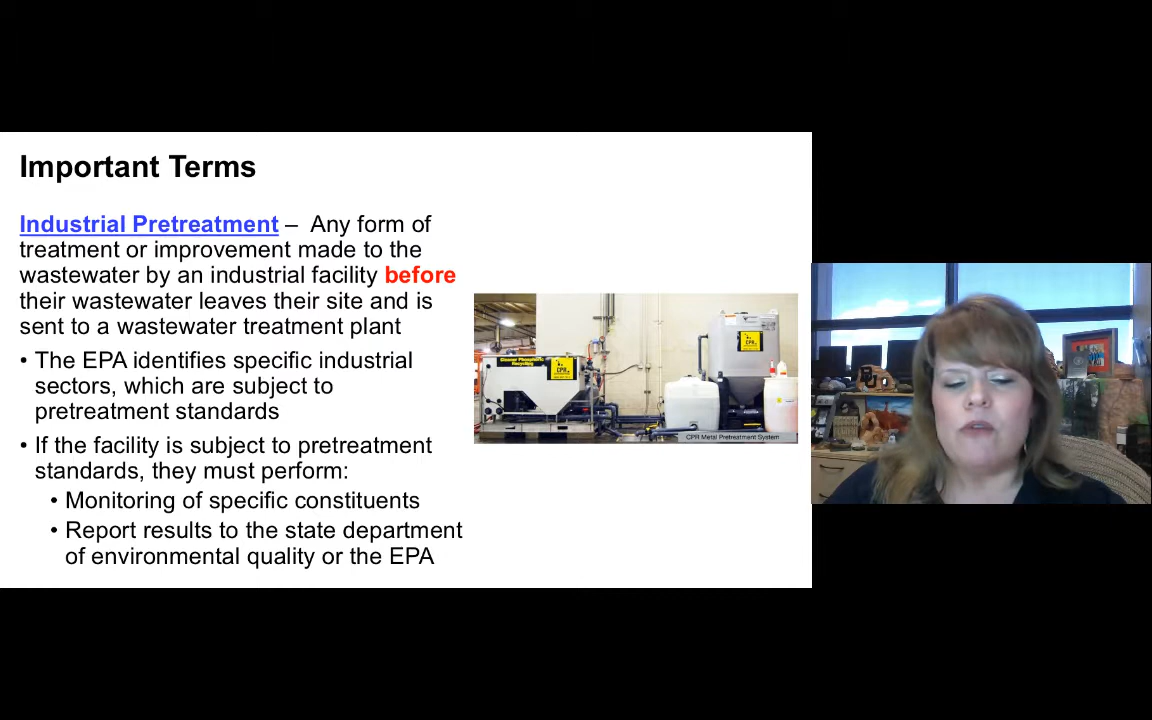 Important Terms
Industrial Pretreatment – Any form of
treatment or improvement made to the
wastewater by an industrial facility before
their wastewater leaves their site and is
sent to a wastewater treatment plant
• The EPA identifies specific industrial
sectors, which are subject to
pretreatment standards
• If the facility is subject to pretreatment
standards, they must perform:
• Monitoring of specific constituents
• Report results to the state department
of environmental quality or the EPA
CPR
CPR Metal Pretreatment System